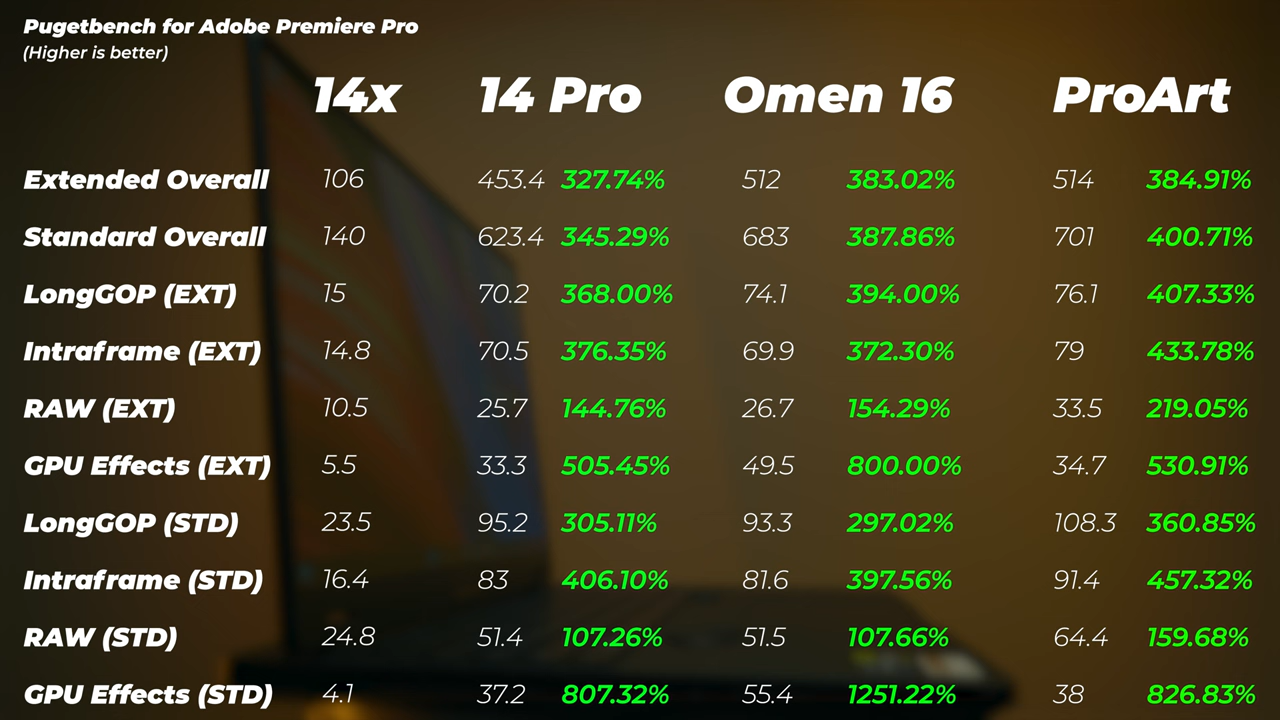 Pugetbench for Adobe Premiere Pro
(Higher is better)
14x 14 Pro Omen 16 ProArt
Extended Overall 106 453.4 327.74% 512 383.02% 514 384.91%
Standard Overall 140 623.4 345.29% 683 387.86% 701 400.71%
LongGOP (EXT) 15 70.2 368.00% 74.1 394.00% 76.1 407.33%
Intraframe (EXT) 14.8 70.5 376.35% 69.9 372.30% 79 433.78%
RAW (EXT) 10.5 25.7 144.76% 26.7 154.29% 33.5 219.05%
GPU Effects (EXT) 5.5 33.3 505.45% 49.5 800.00% 34.7 530.91%
LongGOP (STD) 23.5 95.2 305.11% 93.3 297.02% 108.3 360.85%
Intraframe (STD) 16.4 83 406.10% 81.6 397.56% 91.4 457.32%
RAW (STD) 24.8 51.4 107.26% 51.5 107.66% 64.4 159.68%
GPU Effects (STD) 4.1 37.2 807.32% 55.4 1251.22% 38 826.83%